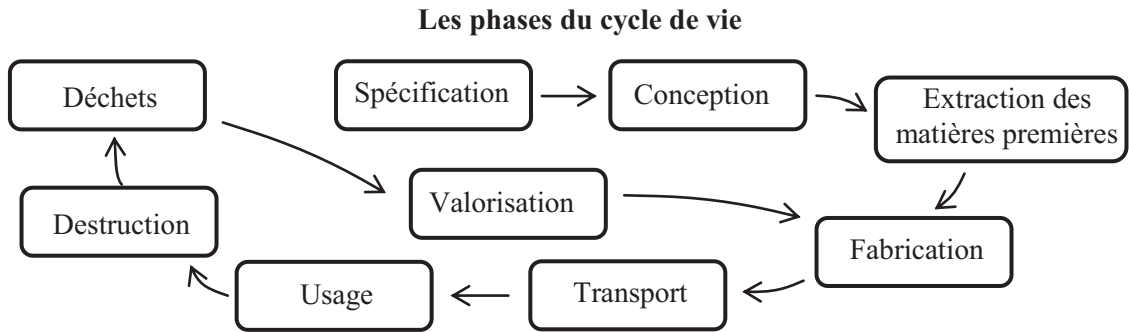 Les phases du cycle de vie
Déchets
Spécification
Conception
Extraction des
matières premières
Valorisation
Destruction
Fabrication
Usage
Transport